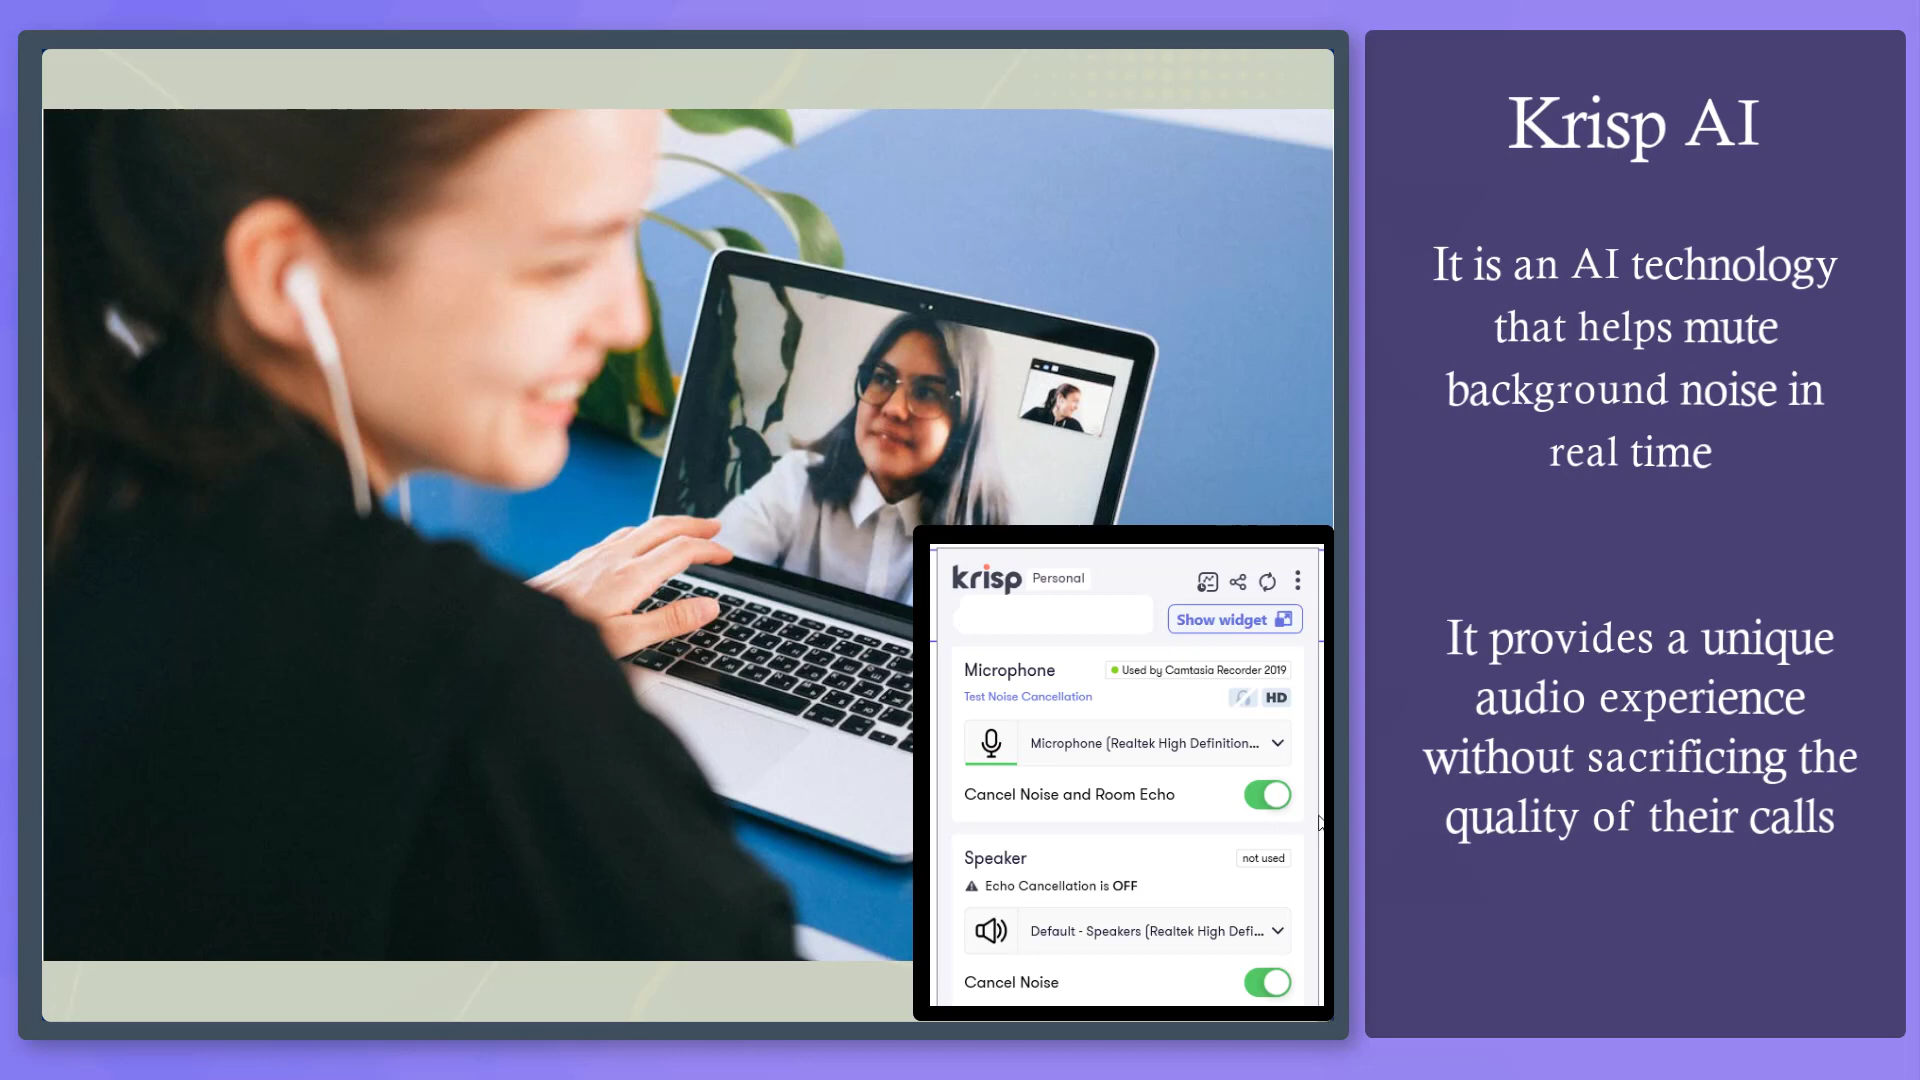 Krisp AI
It is an AI technology
that helps mute
background noise in
real time
It provides a unique
audio experience
without sacrificing the
quality of their calls
krisp Personal
Show widget
Microphone Used by Camtasia Recorder 2019
Test Noise Cancellation HD
Microphone (Realtek High Definition...
Cancel Noise and Room Echo
Speaker not used
Echo Cancellation is OFF
Default - Speakers (Realtek High Defi...
Cancel Noise